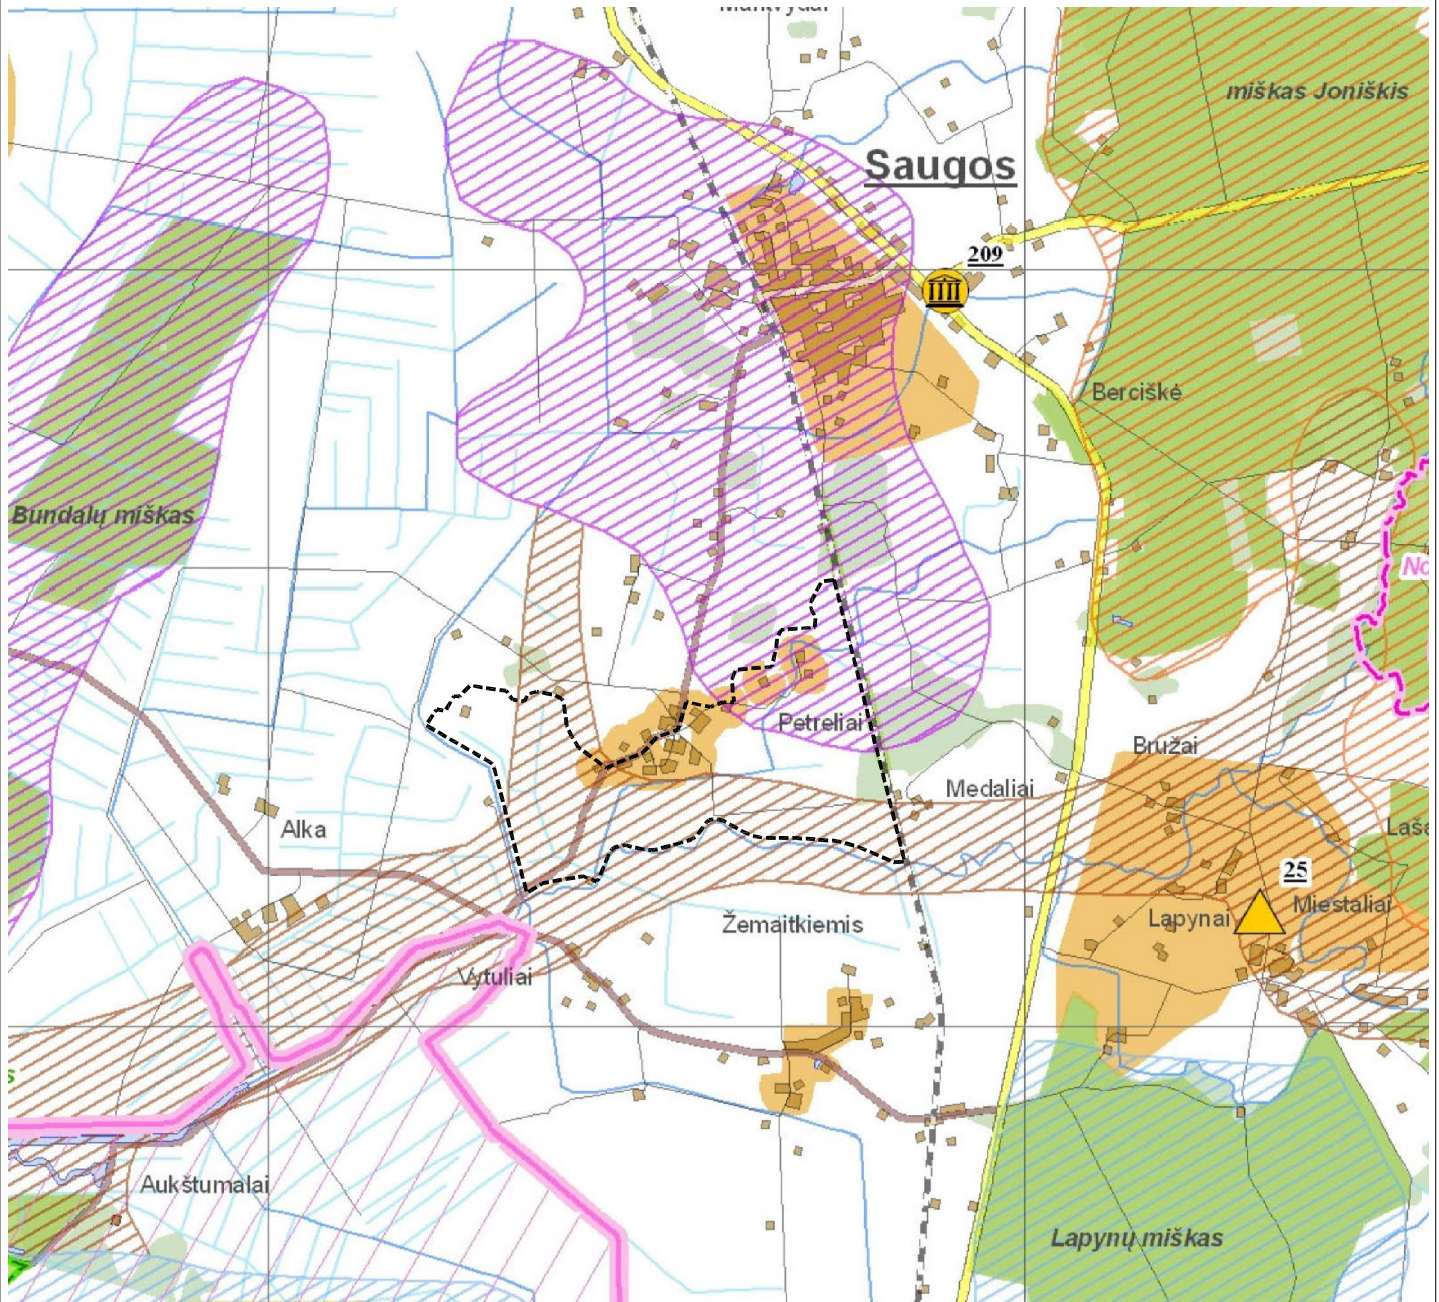 miškas Joniškis
Saugos
209
Berciškė
Bundalų miškas
Petreliai
Bružai
Medaliai
Alka
25
Miestaliai
Lapynai
Žemaitkiemis
Vytuliai
Aukštumalai
Lapynų miškas